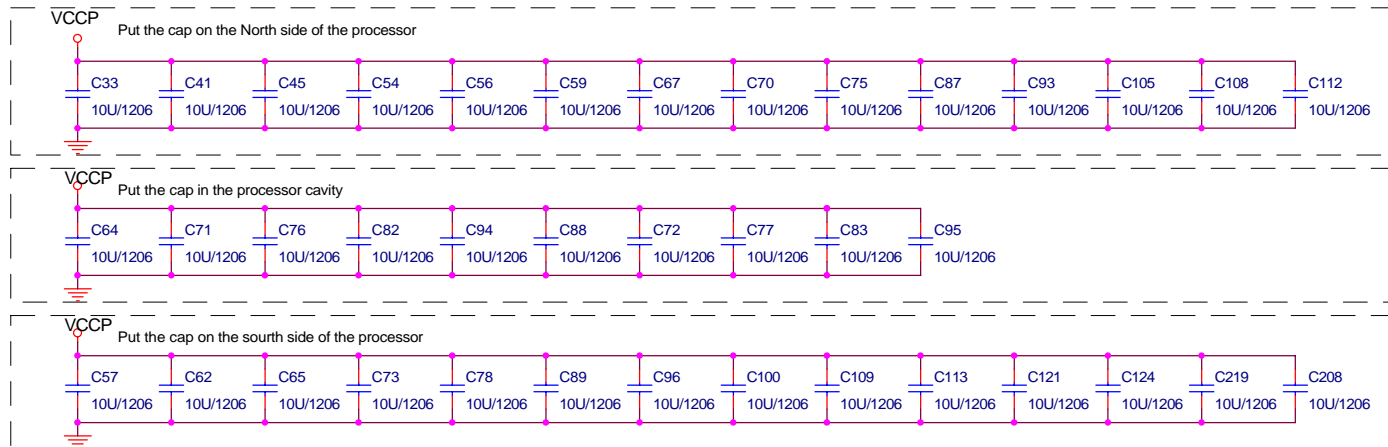 VCCP
Put the cap on the North side of the processor
C33 C41 C45 C54 C56 C59 C67 C70 C75 C87 C93 C105 C108 C112
10U/1206 10U/1206 10U/1206 10U/1206 10U/1206 10U/1206 10U/1206 10U/1206 10U/1206 10U/1206 10U/1206 10U/1206 10U/1206 10U/1206
VCCP
Put the cap in the processor cavity
C64 C71 C76 C82 C94 C88 C72 C77 C83 C95
10U/1206 10U/1206 10U/1206 10U/1206 10U/1206 10U/1206 10U/1206 10U/1206 10U/1206 10U/1206
VCCP
Put the cap on the sourth side of the processor
C57 C62 C65 C73 C78 C89 C96 C100 C109 C113 C121 C124 C219 C208
10U/1206 10U/1206 10U/1206 10U/1206 10U/1206 10U/1206 10U/1206 10U/1206 10U/1206 10U/1206 10U/1206 10U/1206 10U/1206 10U/1206